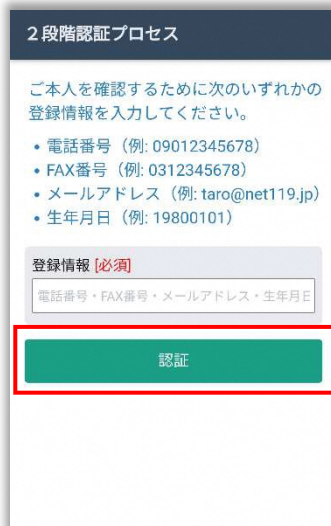 ２段階認証プロセス
ご本人を確認するために次のいずれかの
登録情報を入力してください。
• 電話番号（例: 09012345678）
• FAX番号（例: 0312345678）
• メールアドレス（例: taro@net119.jp）
• 生年月日（例: 19800101）
登録情報 [必須]
電話番号・FAX番号・メールアドレス・生年月E
認証